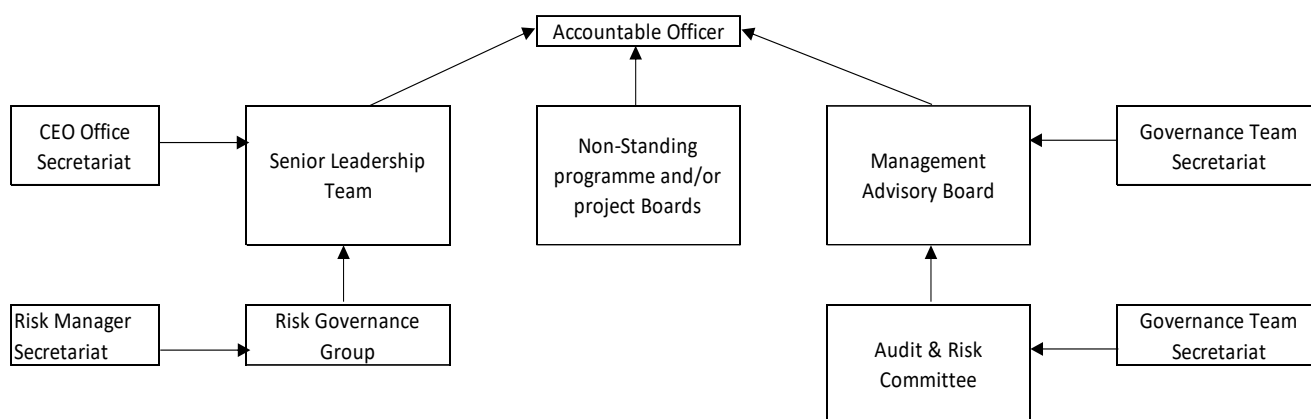 Accountable Officer
CEO Office
Secretariat
Senior Leadership
Team
Non-Standing
programme and/or
project Boards
Management
Advisory Board
Governance Team
Secretariat
Risk Manager
Secretariat
Risk Governance
Group
Audit & Risk
Committee
Governance Team
Secretariat